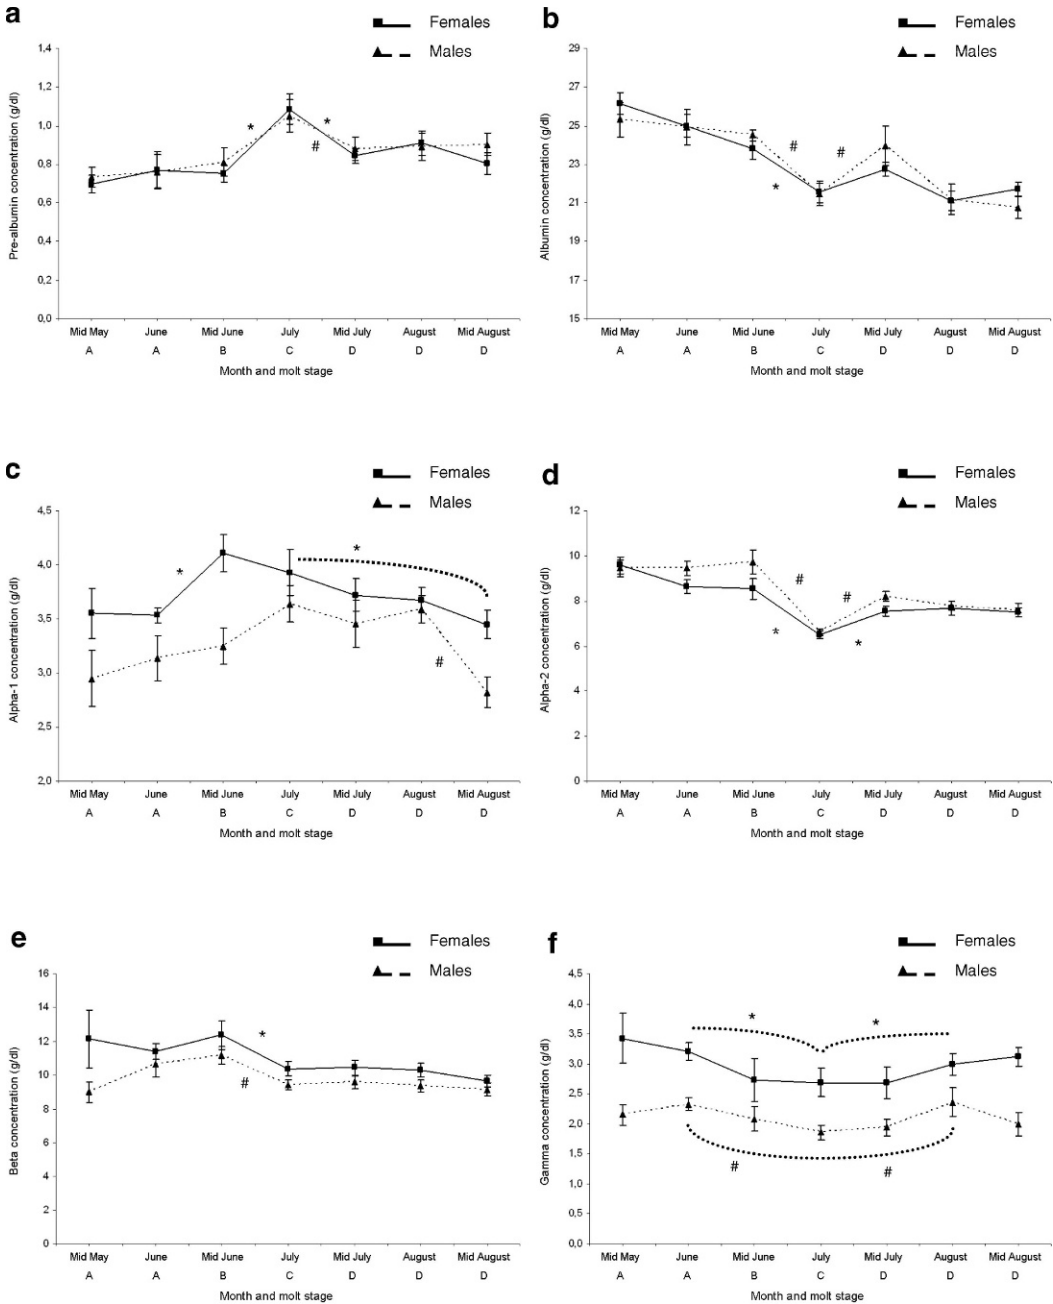 a
Females
Males
1,4
1,2
1,0
0,8
0,6
0,4
0,2
0,0
Pre-albumin concentration (g/dl)
*
*
#
Mid May June Mid June July Mid July August Mid August
A A B C D D D
Month and molt stage
b
Females
Males
29
27
25
23
21
19
17
15
Albumin concentration (g/dl)
#
#
*
Mid May June Mid June July Mid July August Mid August
A A B C D D D
Month and molt stage
c
Females
Males
4,5
4,0
3,5
3,0
2,5
2,0
Alpha-1 concentration (g/dl)
*
*
#
Mid May June Mid June July Mid July August Mid August
A A B C D D D
Month and molt stage
d
Females
Males
12
10
8
6
4
2
0
Alpha-2 concentration (g/dl)
#
#
*
*
Mid May June Mid June July Mid July August Mid August
A A B C D D D
Month and molt stage
e
Females
Males
16
14
12
10
8
6
4
2
0
Beta concentration (g/dl)
*
#
Mid May June Mid June July Mid July August Mid August
A A B C D D D
Month and molt stage
f
Females
Males
4,5
4,0
3,5
3,0
2,5
2,0
1,5
1,0
0,5
0,0
Gamma concentration (g/dl)
*
*
#
#
Mid May June Mid June July Mid July August Mid August
A A B C D D D
Month and molt stage